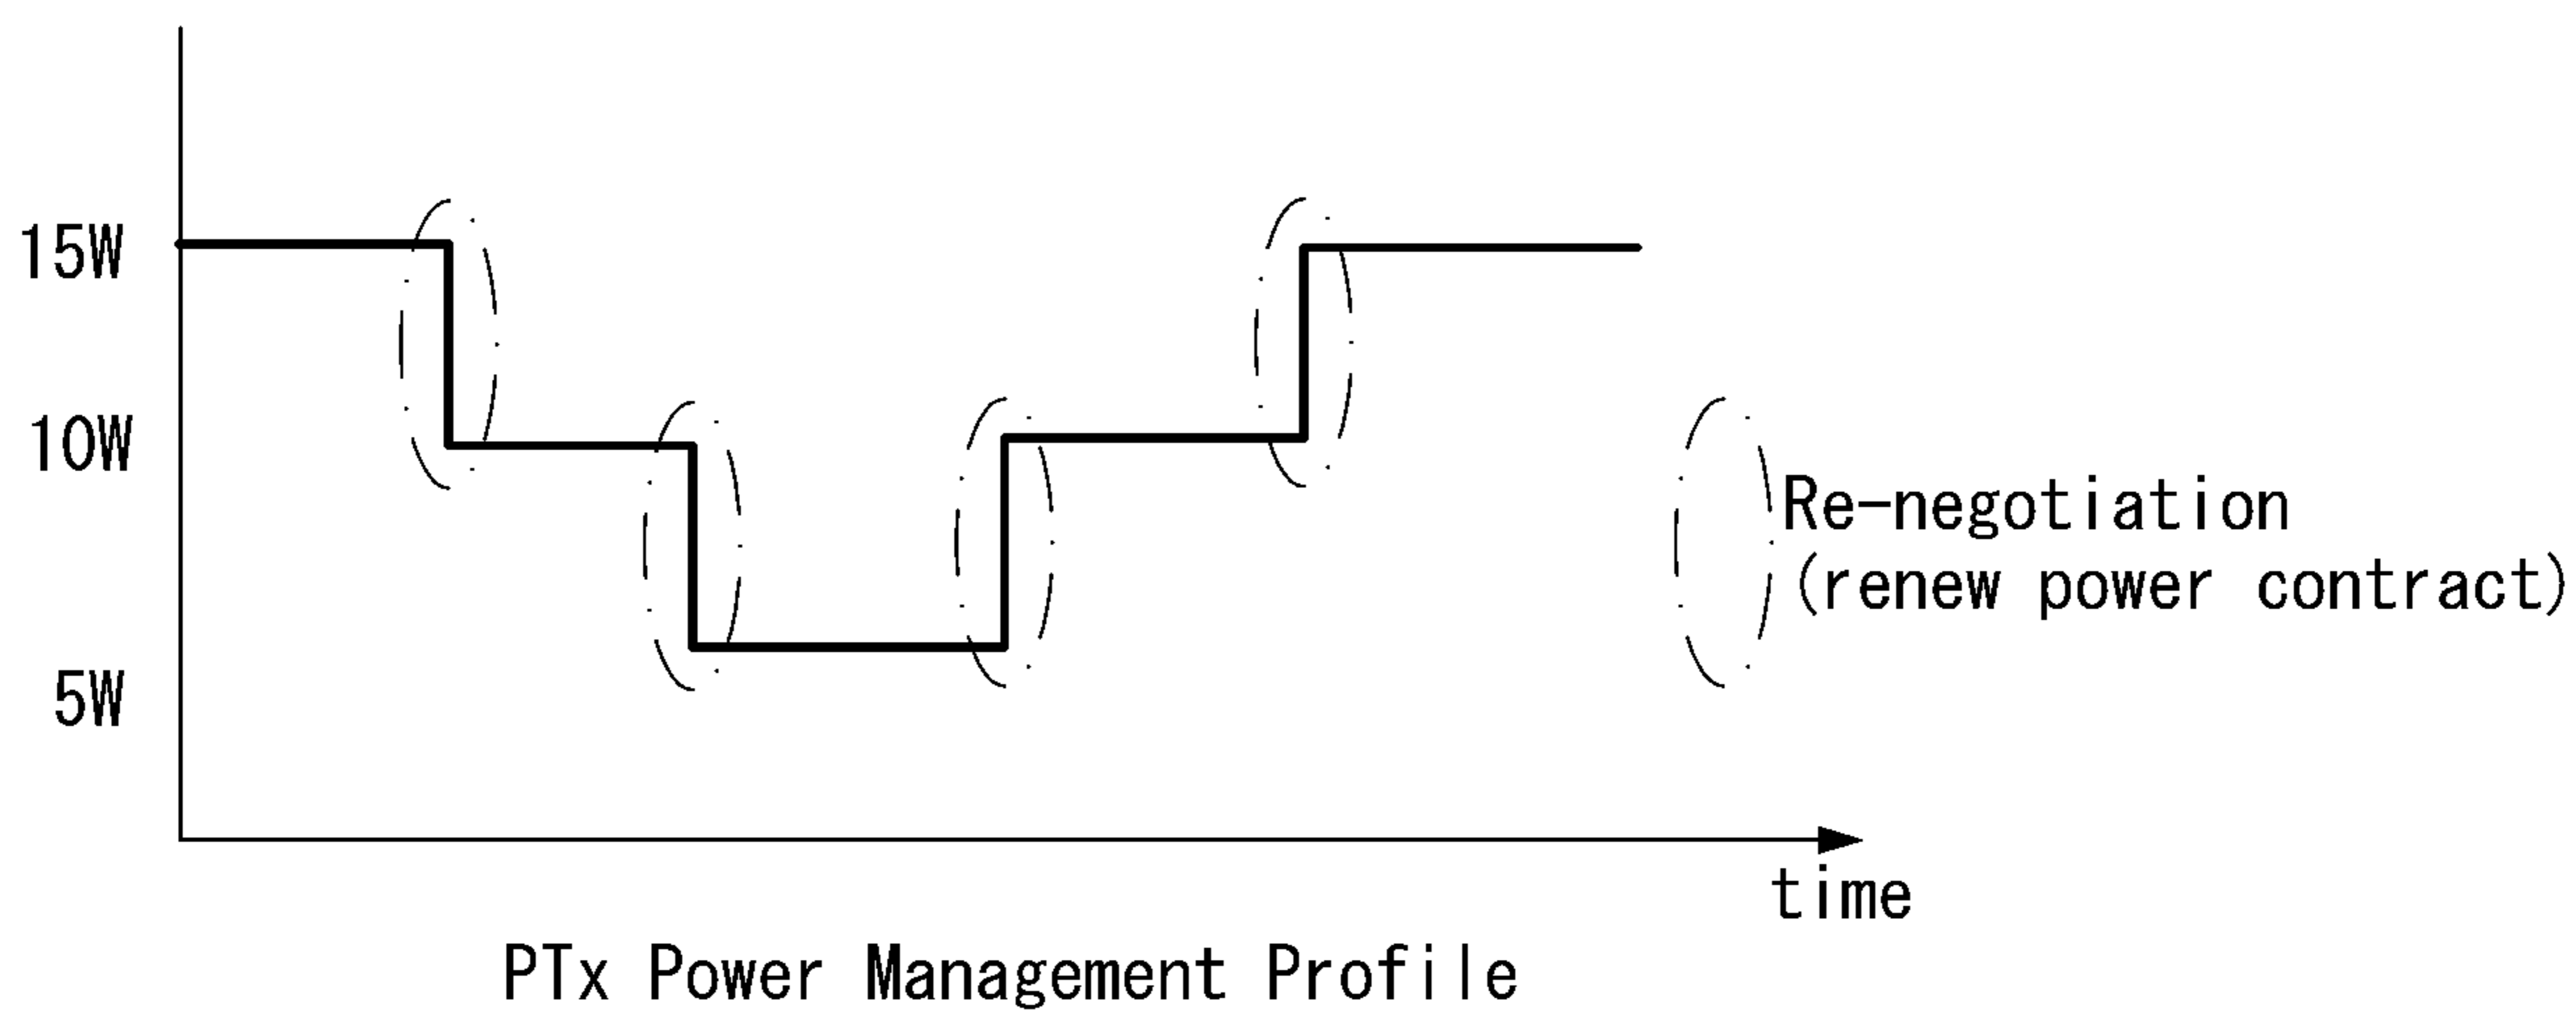 15W
10W
5W
Re-negotiation
(renew power contract)
time
PTx Power Management Profile